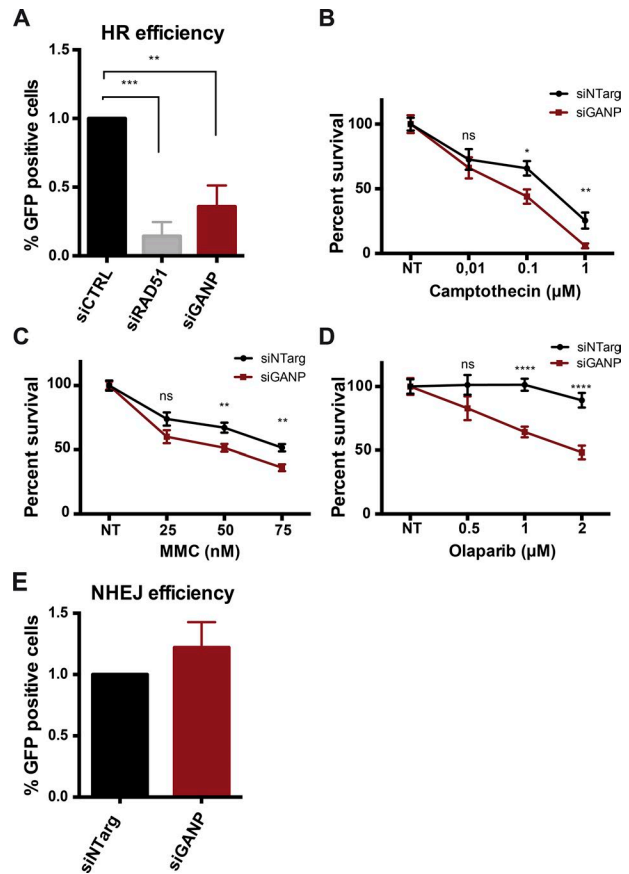 A
HR efficiency
% GFP positive cells
1.5
1.0
0.5
0.0
***
**
siCTRL
siRAD51
siGANP
B
siNTarg
siGANP
Percent survival
100
50
0
ns
*
**
NT
0,01
0.1
1
Camptothecin (µM)
C
siNTarg
siGANP
Percent survival
100
50
0
ns
**
**
NT
25
50
75
MMC (nM)
D
siNTarg
siGANP
Percent survival
100
50
0
ns
****
****
NT
0.5
1
2
Olaparib (µM)
E
NHEJ efficiency
% GFP positive cells
1.5
1.0
0.5
0.0
siNTarg
siGANP